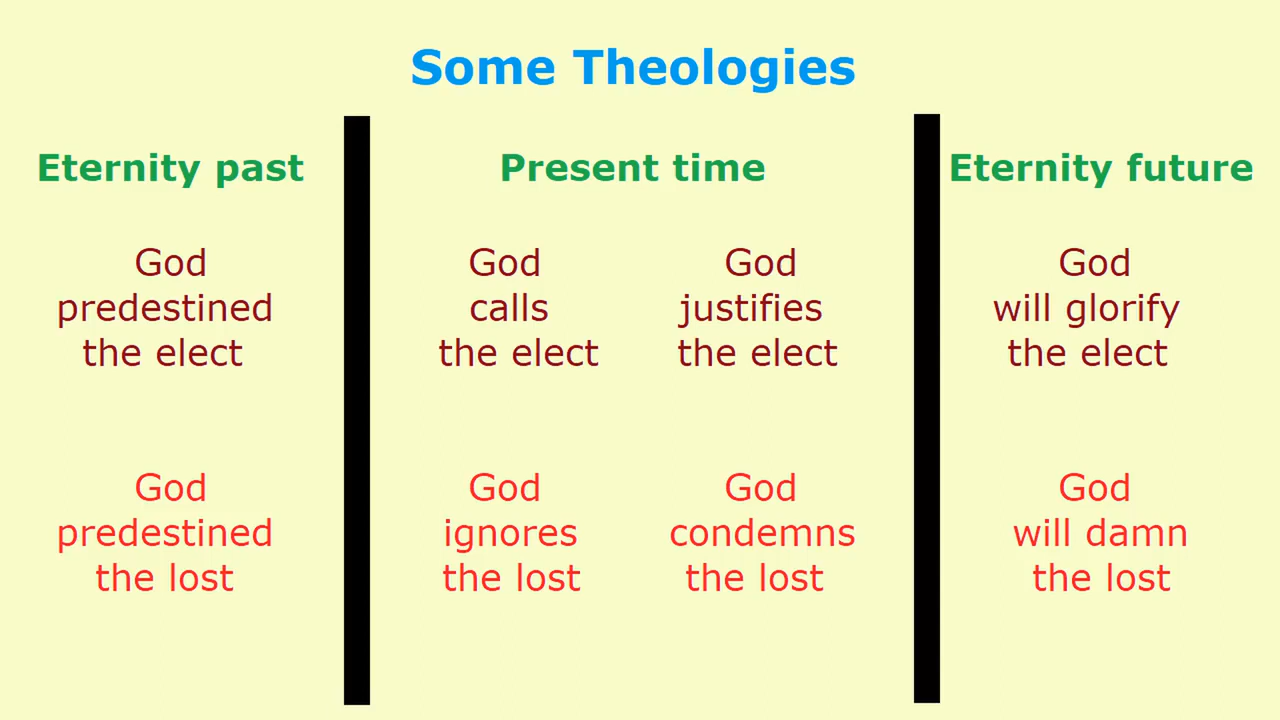 Some Theologies
Eternity past
Present time
Eternity future
God
predestined
the elect
God
calls
the elect
God
justifies
the elect
God
will glorify
the elect
God
predestined
the lost
God
ignores
the lost
God
condemns
the lost
God
will damn
the lost